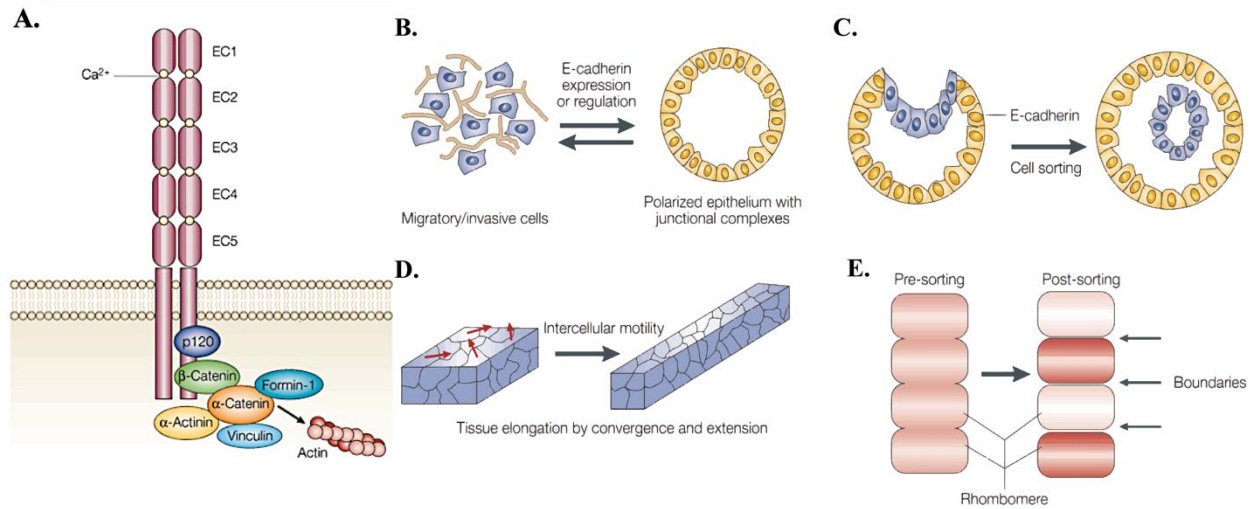 A.
Ca²⁺
EC1
EC2
EC3
EC4
EC5
p120
β-Catenin
Formin-1
α-Catenin
α-Actinin
Vinculin
Actin
B.
E-cadherin
expression
or regulation
Migratory/invasive cells
Polarized epithelium with
junctional complexes
C.
E-cadherin
Cell sorting
D.
Intercellular motility
Tissue elongation by convergence and extension
E.
Pre-sorting
Post-sorting
Boundaries
Rhombomere